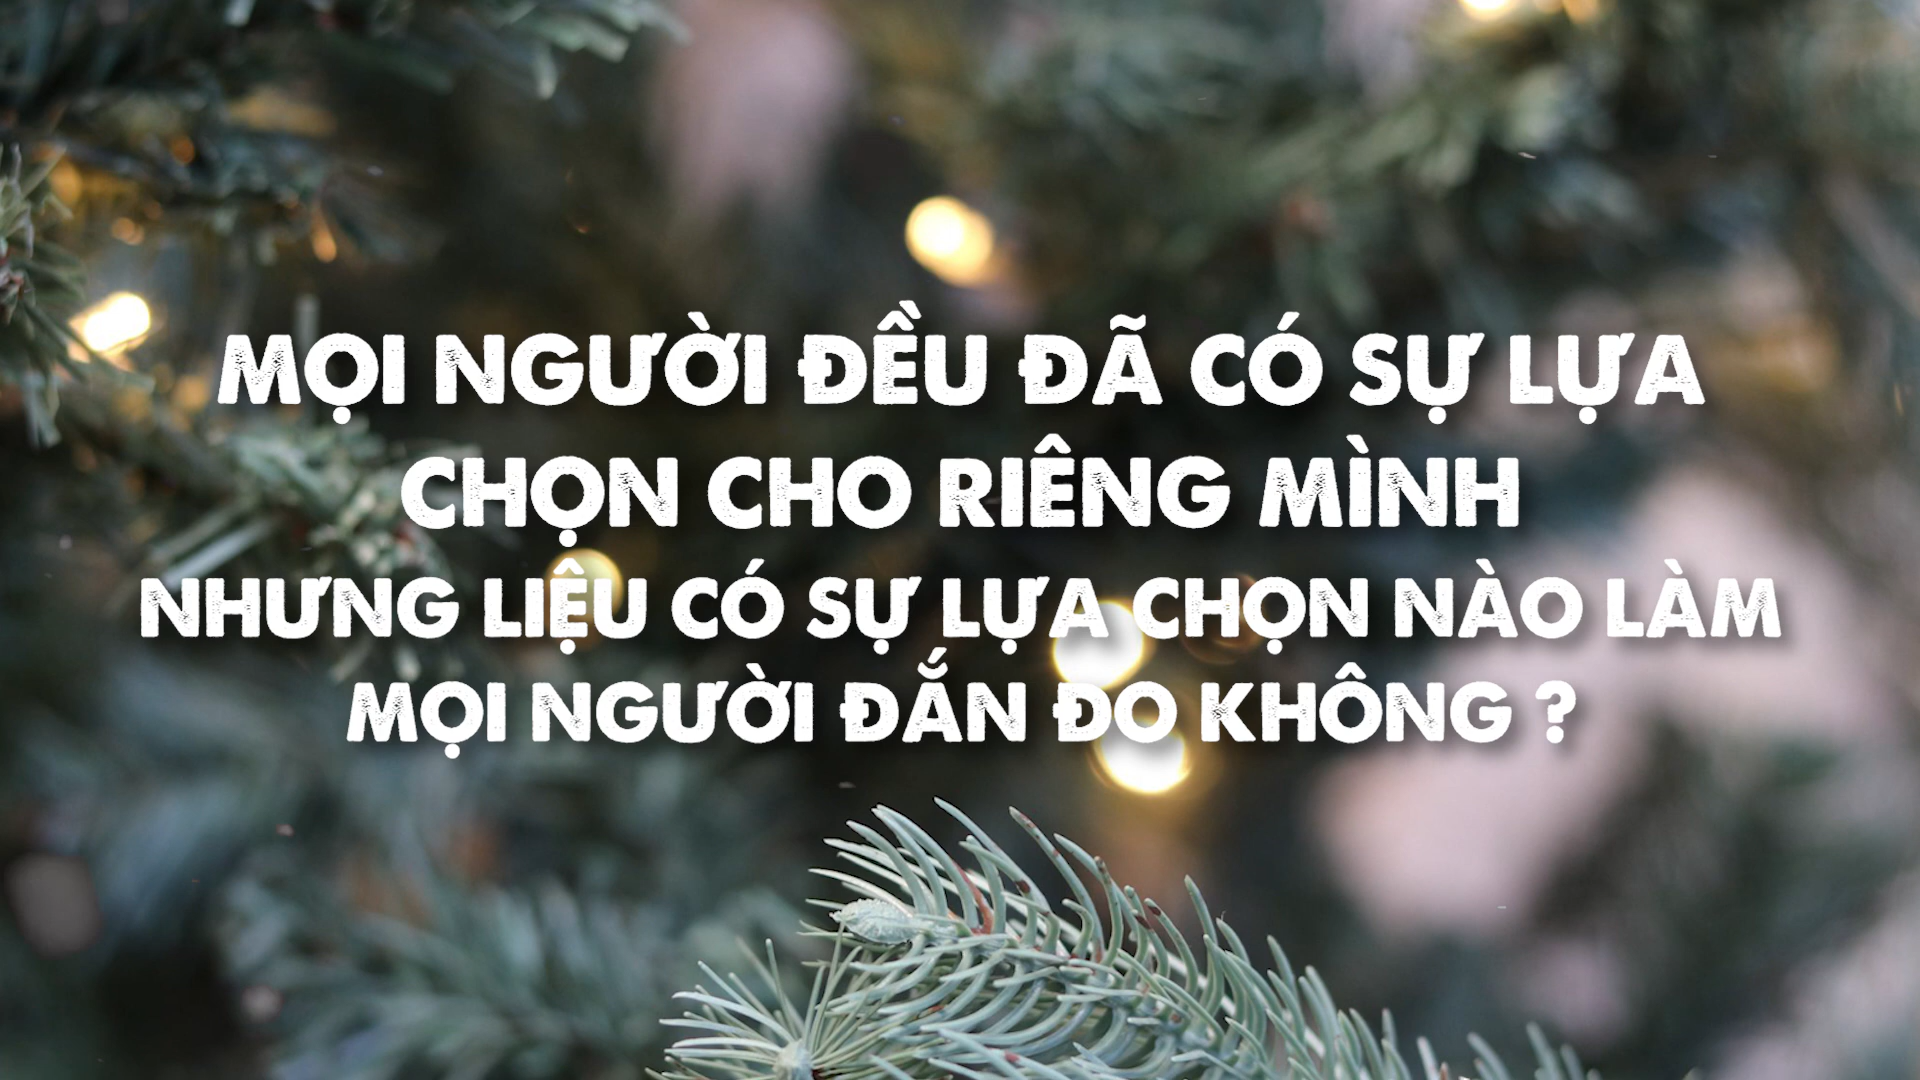 MỌI NGƯỜI ĐỀU ĐÃ CÓ SỰ LỰA
CHỌN CHO RIÊNG MÌNH
NHƯNG LIỆU CÓ SỰ LỰA CHỌN NÀO LÀM
MỌI NGƯỜI ĐẮN ĐO KHÔNG ?